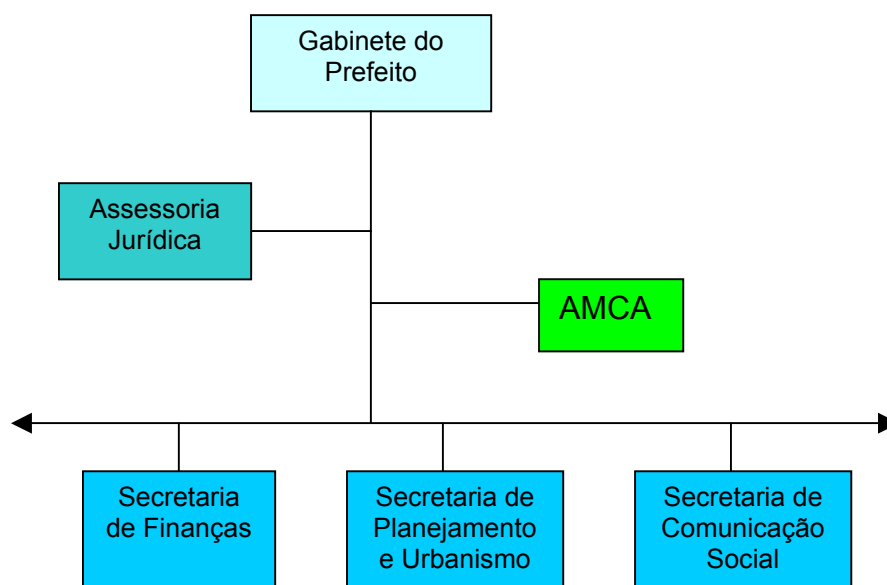 Gabinete do
Prefeito
Assessoria
Jurídica
AMCA
Secretaria
de Finanças
Secretaria de
Planejamento
e Urbanismo
Secretaria de
Comunicação
Social